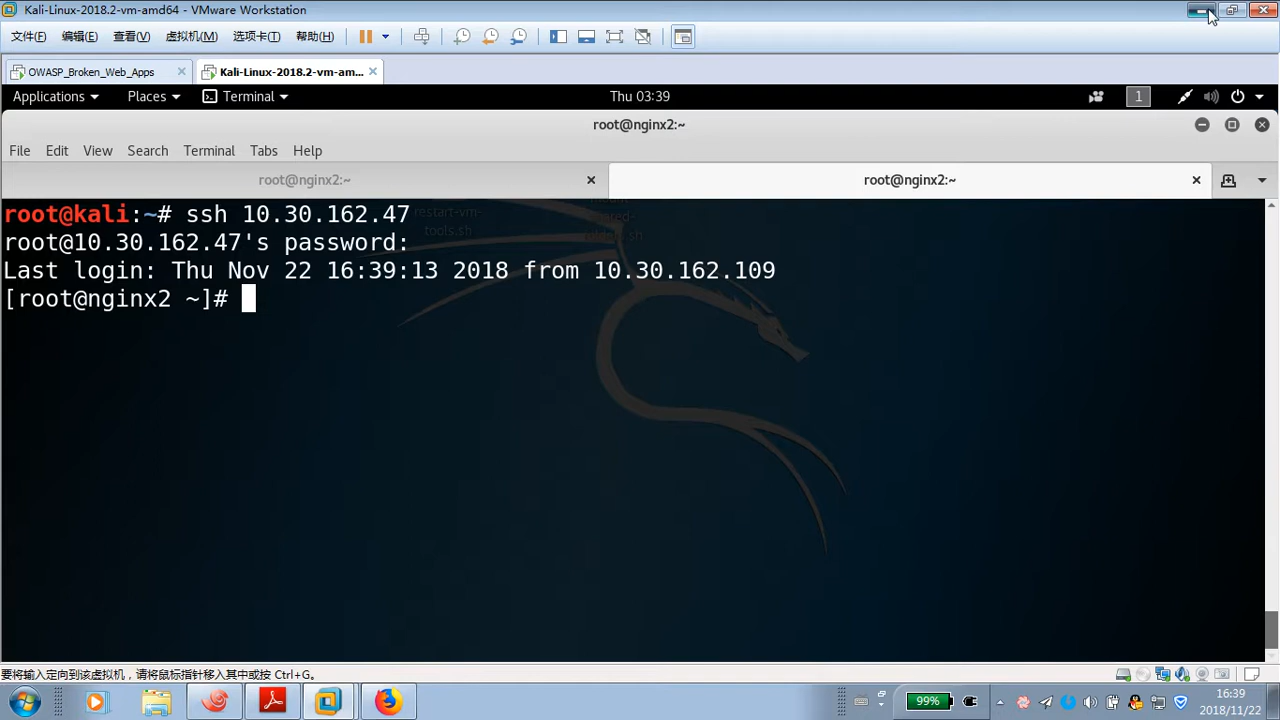 Kali-Linux-2018.2-vm-amd64 - VMware Workstation
文件(F) 编辑(E) 查看(V) 虚拟机(M) 选项卡(T) 帮助(H)
OWASP_Broken_Web_Apps Kali-Linux-2018.2-vm-am...
Applications Places Terminal Thu 03:39 1
root@nginx2:~
File Edit View Search Terminal Tabs Help
root@nginx2:~ root@nginx2:~
root@kali:~# ssh 10.30.162.47
restart-vm-
tools.sh
root@10.30.162.47's password:
Last login: Thu Nov 22 16:39:13 2018 from 10.30.162.109
[root@nginx2 ~]#
要将输入定向到该虚拟机，请将鼠标指针移入其中或按 Ctrl+G。
99%
16:39
2018/11/22